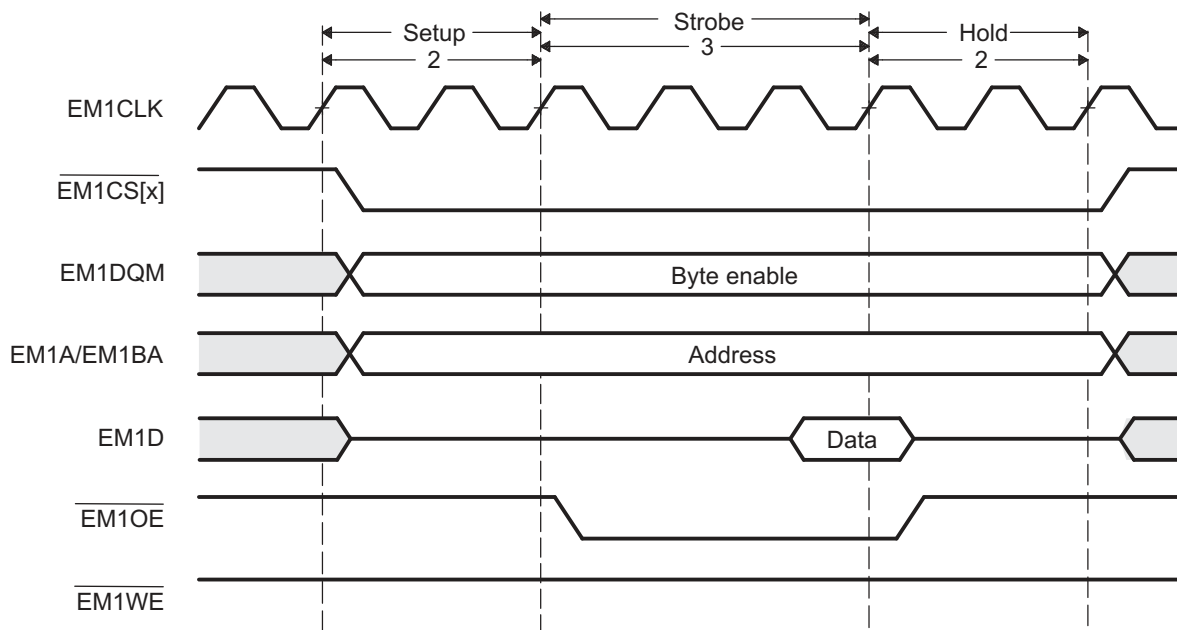 Setup
Strobe
Hold
2
3
2
EM1CLK
EM1CS[x]
EM1DQM
Byte enable
EM1A/EM1BA
Address
EM1D
Data
EM1OE
EM1WE